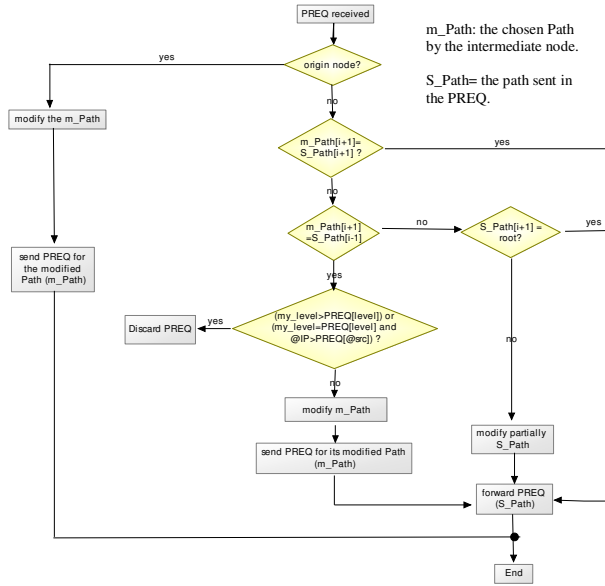 PREQ received
m_Path: the chosen Path
by the intermediate node.
S_Path= the path sent in
the PREQ.
yes
origin node?
no
modify the m_Path
m_Path[i+1]=
S_Path[i+1] ?
yes
no
m_Path[i+1]
=S_Path[i-1]
no
S_Path[i+1] =
root?
yes
send PREQ for
the modified
Path (m_Path)
yes
(my_level>PREQ[level]) or
(my_level=PREQ[level] and
@IP>PREQ[@src]) ?
yes
Discard PREQ
no
no
modify m_Path
send PREQ for its modified Path
(m_Path)
modify partially
S_Path
forward PREQ
(S_Path)
End